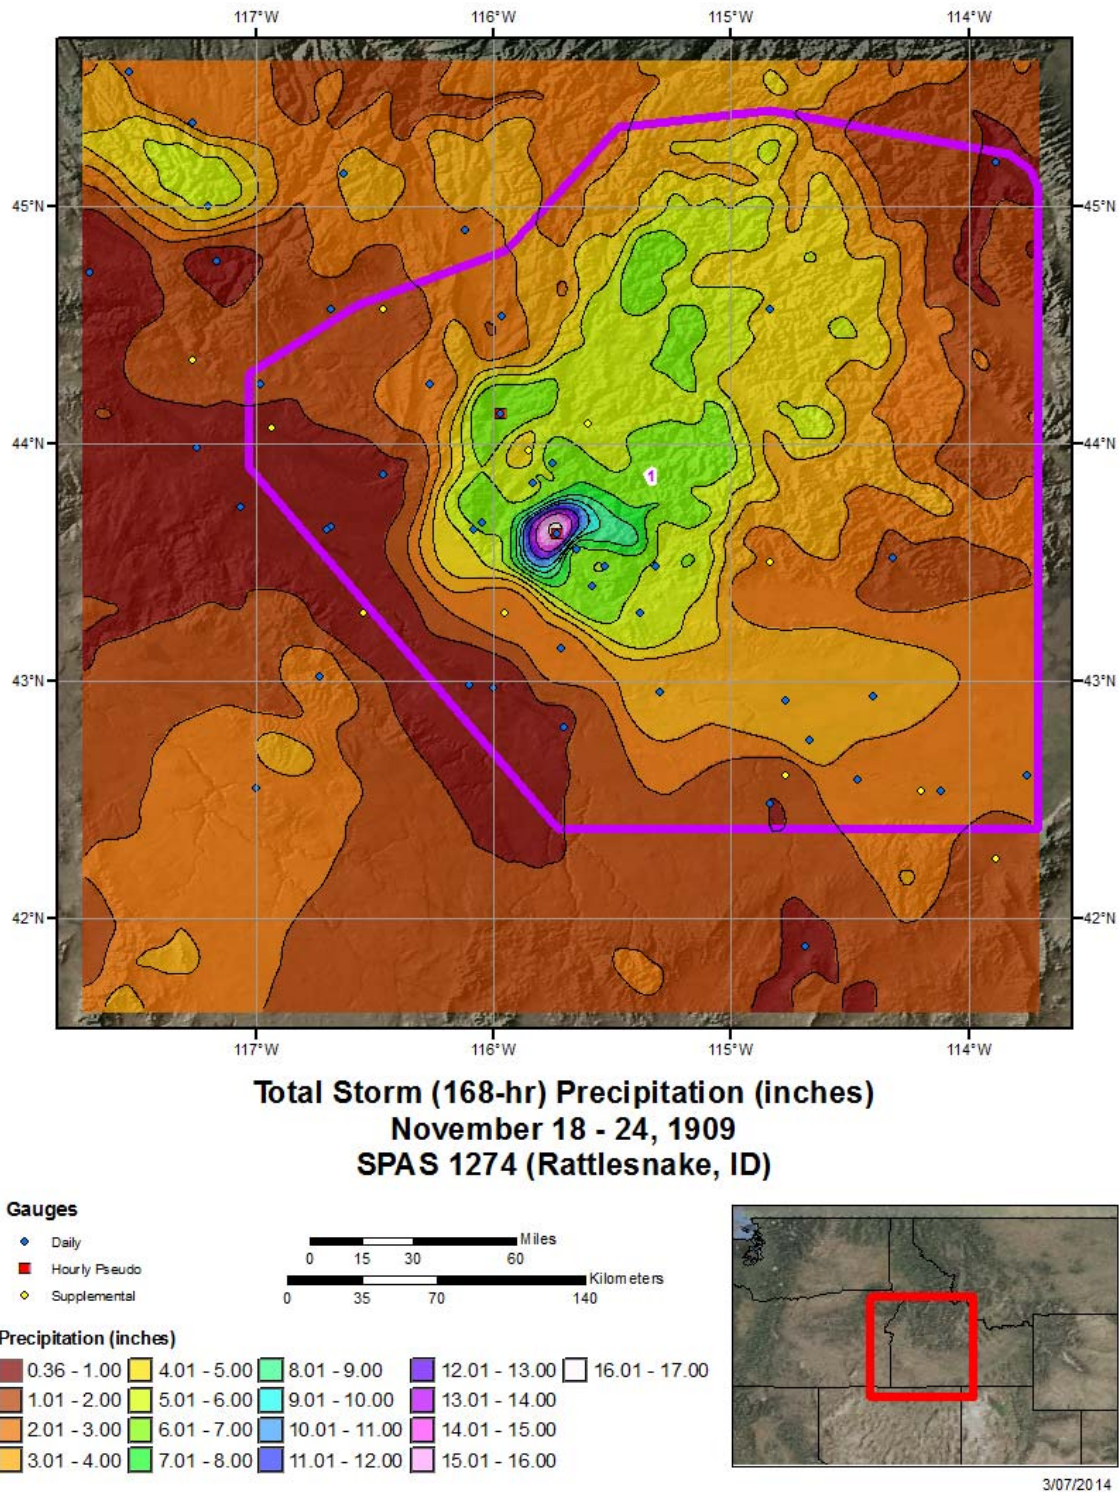 117°W 116°W 115°W 114°W
45°N 45°N
44°N 44°N
1
43°N 43°N
42°N 42°N
117°W 116°W 115°W 114°W
Total Storm (168-hr) Precipitation (inches)
November 18 - 24, 1909
SPAS 1274 (Rattlesnake, ID)
Gauges
Daily
Hourly Pseudo
Supplemental
Miles
0 15 30 60
Kilometers
0 35 70 140
Precipitation (inches)
0.36 - 1.00 4.01 - 5.00 8.01 - 9.00 12.01 - 13.00 16.01 - 17.00
1.01 - 2.00 5.01 - 6.00 9.01 - 10.00 13.01 - 14.00
2.01 - 3.00 6.01 - 7.00 10.01 - 11.00 14.01 - 15.00
3.01 - 4.00 7.01 - 8.00 11.01 - 12.00 15.01 - 16.00
3/07/2014